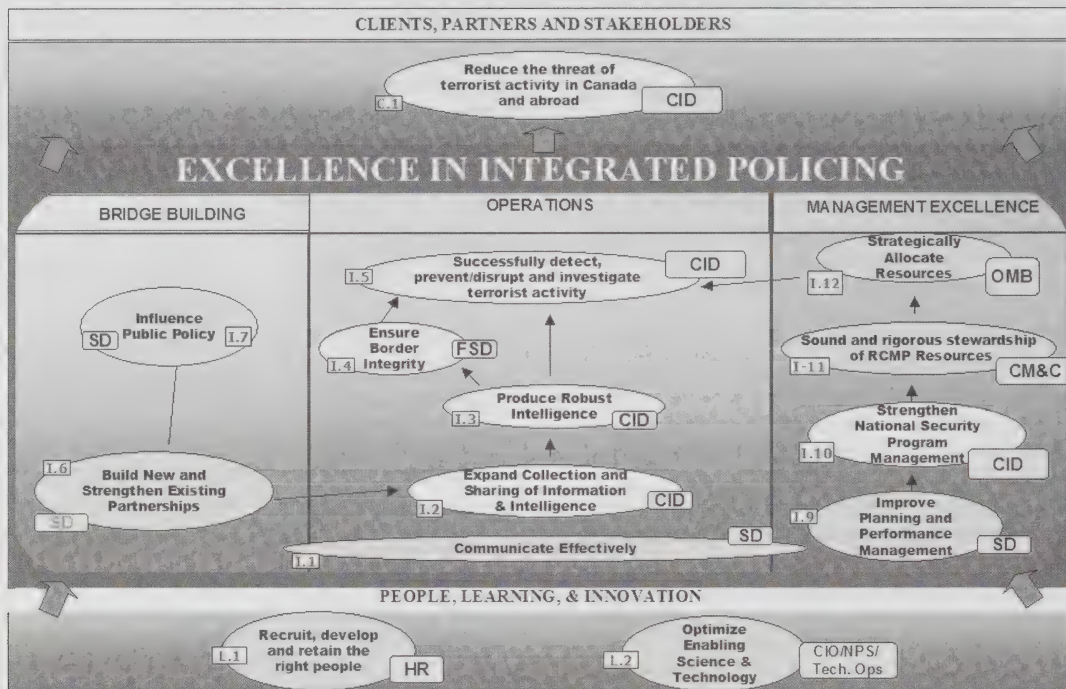 CLIENTS, PARTNERS AND STAKEHOLDERS
Reduce the threat of
terrorist activity in Canada
and abroad
C.1
CID
EXCELLENCE IN INTEGRATED POLICING
BRIDGE BUILDING
OPERATIONS
MANAGEMENT EXCELLENCE
Influence
Public Policy
SD
I.7
I.6
Build New and
Strengthen Existing
Partnerships
SD
I.5
Successfully detect,
prevent/disrupt and investigate
terrorist activity
CID
Ensure
Border
Integrity
I.4
FSD
Produce Robust
Intelligence
I.3
CID
Expand Collection and
Sharing of Information
& Intelligence
I.2
CID
Communicate Effectively
SD
I.1
Strategically
Allocate
Resources
I.12
OMB
Sound and rigorous stewardship
of RCMP Resources
I-11
CM&C
Strengthen
National Security
Program
Management
I.10
CID
I.9
Improve
Planning and
Performance
Management
SD
PEOPLE, LEARNING, & INNOVATION
Recruit, develop
and retain the
right people
L.1
HR
Optimize
Enabling
Science &
Technology
L.2
CIO/NPS/
Tech. Ops